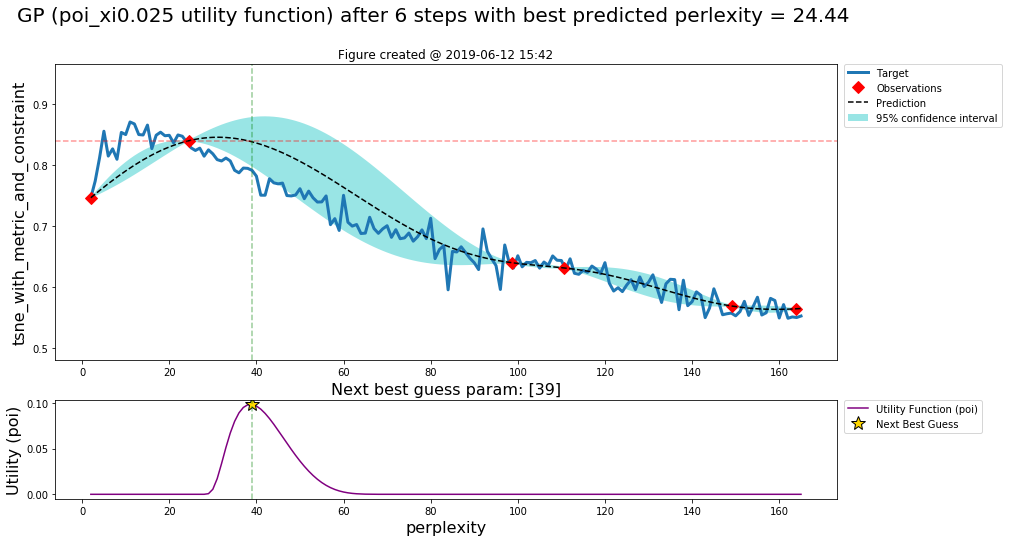 GP (poi_xi0.025 utility function) after 6 steps with best predicted perlexity = 24.44
Figure created @ 2019-06-12 15:42
tsne_with_metric_and_constraint
0.9
0.8
0.7
0.6
0.5
0 20 40 60 80 100 120 140 160
Target
Observations
Prediction
95% confidence interval
Next best guess param: [39]
Utility (poi)
0.10
0.05
0.00
0 20 40 60 80 100 120 140 160
perplexity
Utility Function (poi)
Next Best Guess